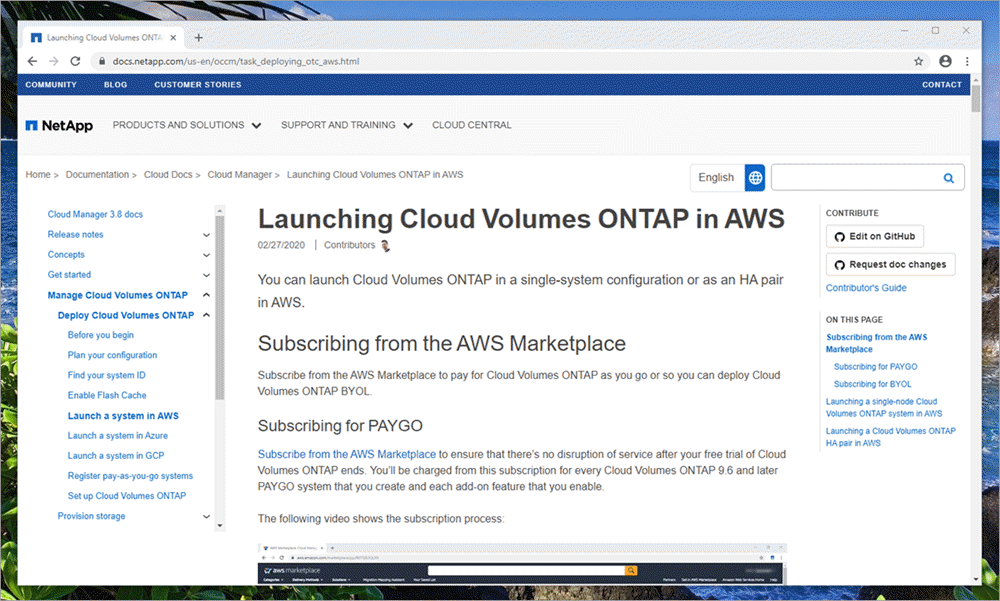 Launching Cloud Volumes ONTA
docs.netapp.com/us-en/occm/task_deploying_otc_aws.html
COMMUNITY BLOG CUSTOMER STORIES CONTACT
NetApp PRODUCTS AND SOLUTIONS SUPPORT AND TRAINING CLOUD CENTRAL
Home > Documentation > Cloud Docs > Cloud Manager > Launching Cloud Volumes ONTAP in AWS
English
Cloud Manager 3.8 docs
Release notes
Concepts
Get started
Manage Cloud Volumes ONTAP
Deploy Cloud Volumes ONTAP
Before you begin
Plan your configuration
Find your system ID
Enable Flash Cache
Launch a system in AWS
Launch a system in Azure
Launch a system in GCP
Register pay-as-you-go systems
Set up Cloud Volumes ONTAP
Provision storage
Launching Cloud Volumes ONTAP in AWS
02/27/2020 | Contributors
You can launch Cloud Volumes ONTAP in a single-system configuration or as an HA pair
in AWS.
Subscribing from the AWS Marketplace
Subscribe from the AWS Marketplace to pay for Cloud Volumes ONTAP as you go or so you can deploy Cloud
Volumes ONTAP BYOL.
Subscribing for PAYGO
Subscribe from the AWS Marketplace to ensure that there’s no disruption of service after your free trial of Cloud
Volumes ONTAP ends. You’ll be charged from this subscription for every Cloud Volumes ONTAP 9.6 and later
PAYGO system that you create and each add-on feature that you enable.
The following video shows the subscription process:
aws marketplace
CONTRIBUTE
Edit on GitHub
Request doc changes
Contributor's Guide
ON THIS PAGE
Subscribing from the AWS
Marketplace
Subscribing for PAYGO
Subscribing for BYOL
Launching a single-node Cloud
Volumes ONTAP system in AWS
Launching a Cloud Volumes ONTAP
HA pair in AWS